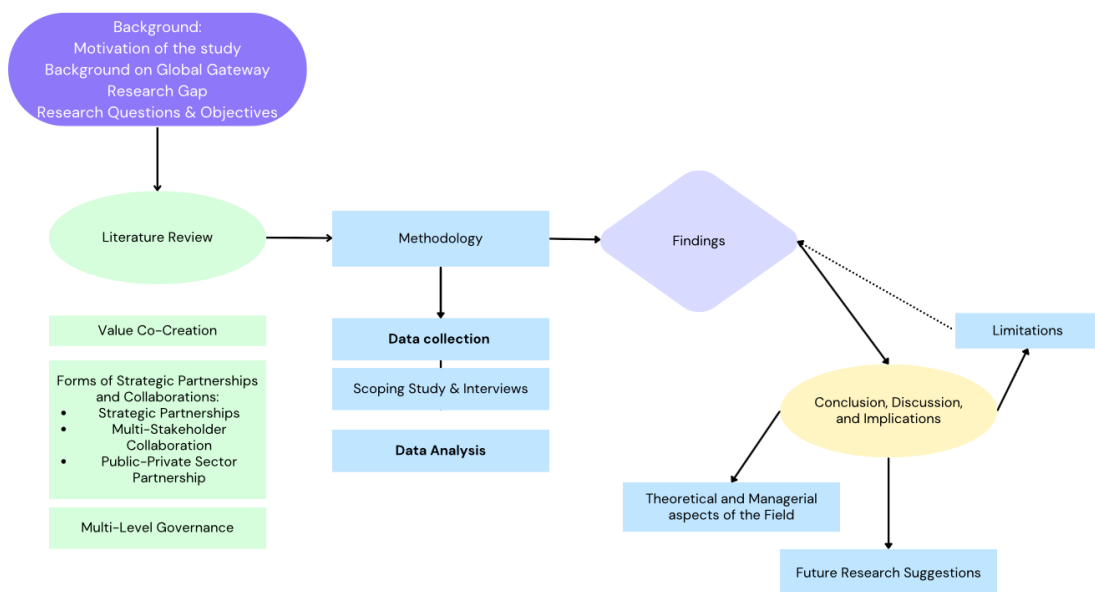 Background:
Motivation of the study
Background on Global Gateway
Research Gap
Research Questions & Objectives
Literature Review
Methodology
Findings
Value Co-Creation
Data collection
Limitations
Forms of Strategic Partnerships
and Collaborations:
• Strategic Partnerships
• Multi-Stakeholder
Collaboration
• Public-Private Sector
Partnership
Scoping Study & Interviews
Conclusion, Discussion,
and Implications
Data Analysis
Multi-Level Governance
Theoretical and Managerial
aspects of the Field
Future Research Suggestions